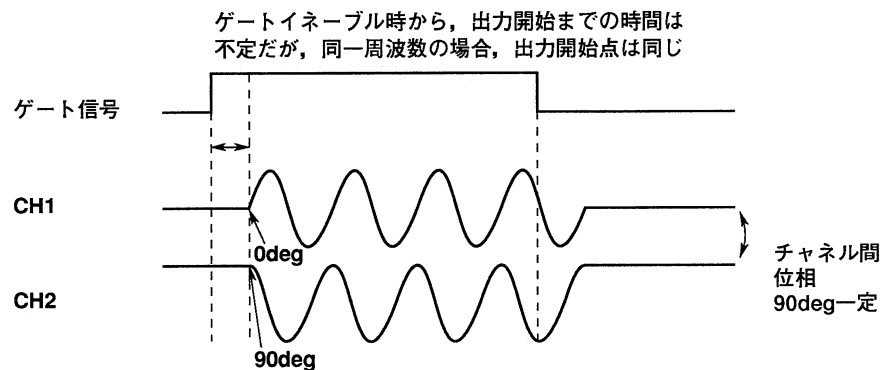 ゲートイネーブル時から，出力開始までの時間は
不定だが，同一周波数の場合，出力開始点は同じ
ゲート信号
CH1
0deg
チャネル間
位相
90deg一定
CH2
90deg